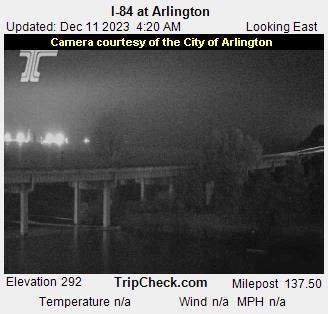 I-84 at Arlington
Updated: Dec 11 2023 4:20 AM Looking East
Camera courtesy of the City of Arlington
Elevation 292 TripCheck.com Milepost 137.50
Temperature n/a Wind n/a MPH n/a